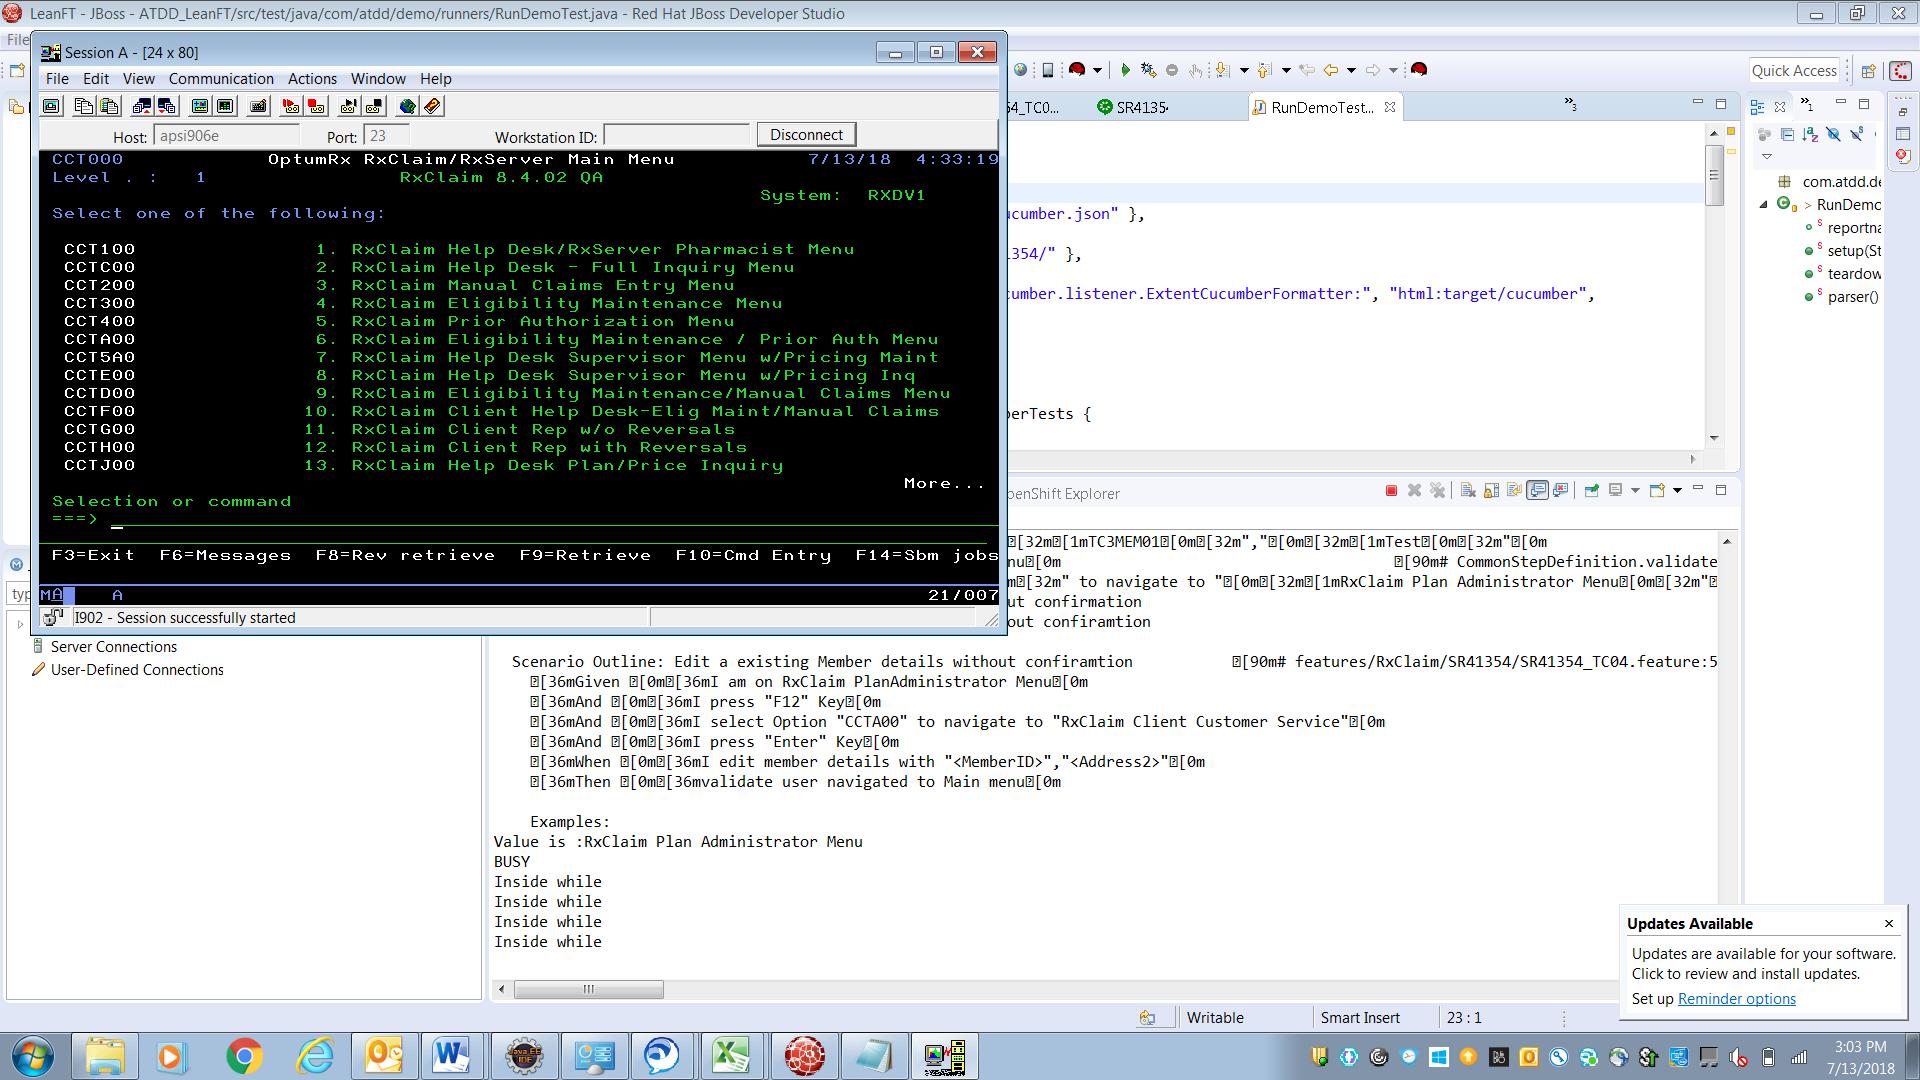 LeanFT - JBoss - ATDD_LeanFT/src/test/java/com/atdd/demo/runners/RunDemoTest.java - Red Hat JBoss Developer Studio
File
Session A - [24 x 80]
File Edit View Communication Actions Window Help
Host: apsi906e Port: 23 Workstation ID: Disconnect
CCT000 OptumRx RxClaim/RxServer Main Menu 7/13/18 4:33:19
Level . : 1 RxClaim 8.4.02 QA
System: RXDV1
Select one of the following:
CCT100 1. RxClaim Help Desk/RxServer Pharmacist Menu
CCTC00 2. RxClaim Help Desk - Full Inquiry Menu
CCT200 3. RxClaim Manual Claims Entry Menu
CCT300 4. RxClaim Eligibility Maintenance Menu
CCT400 5. RxClaim Prior Authorization Menu
CCTA00 6. RxClaim Eligibility Maintenance / Prior Auth Menu
CCT5A0 7. RxClaim Help Desk Supervisor Menu w/Pricing Maint
CCTE00 8. RxClaim Help Desk Supervisor Menu w/Pricing Inq
CCTD00 9. RxClaim Eligibility Maintenance/Manual Claims Menu
CCTF00 10. RxClaim Client Help Desk-Elig Maint/Manual Claims
CCTG00 11. RxClaim Client Rep w/o Reversals
CCTH00 12. RxClaim Client Rep with Reversals
CCTJ00 13. RxClaim Help Desk Plan/Price Inquiry
More...
Selection or command
===>
F3=Exit F6=Messages F8=Rev retrieve F9=Retrieve F10=Cmd Entry F14=Sbm jobs
MA A 21/007
I902 - Session successfully started
Quick Access
54_TC0... SR4135 RunDemoTest... »3
»1
ucumber.json" },
1354/" },
cumber.listener.ExtentCucumberFormatter:", "html:target/cucumber",
berTests {
com.atdd.de
> RunDemo
reportna
setup(St
teardow
parser()
penShift Explorer
typ
Server Connections
User-Defined Connections
[32m[1mTC3MEM01[0m[32m","[0m[32m[1mTest[0m[32m"[0m
nu[0m [90m# CommonStepDefinition.validate
m[32m" to navigate to "[0m[32m[1mRxClaim Plan Administrator Menu[0m[32m"
out confirmation
out confiramtion
Scenario Outline: Edit a existing Member details without confiramtion [90m# features/RxClaim/SR41354/SR41354_TC04.feature:5
[36mGiven [0m[36mI am on RxClaim PlanAdministrator Menu[0m
[36mAnd [0m[36mI press "F12" Key[0m
[36mAnd [0m[36mI select Option "CCTA00" to navigate to "RxClaim Client Customer Service"[0m
[36mAnd [0m[36mI press "Enter" Key[0m
[36mWhen [0m[36mI edit member details with "<MemberID>","<Address2>"[0m
[36mThen [0m[36mvalidate user navigated to Main menu[0m
Examples:
Value is :RxClaim Plan Administrator Menu
BUSY
Inside while
Inside while
Inside while
Inside while
Updates Available
Updates are available for your software.
Click to review and install updates.
Set up Reminder options
Writable Smart Insert 23 : 1
Java EE
IDE
3:03 PM
7/13/2018